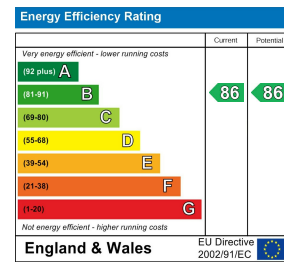 Energy Efficiency Rating
Current Potential
Very energy efficient - lower running costs
(92 plus) A
(81-91) B 86 86
(69-80) C
(55-68) D
(39-54) E
(21-38) F
(1-20) G
Not energy efficient - higher running costs
England & Wales
EU Directive
2002/91/EC